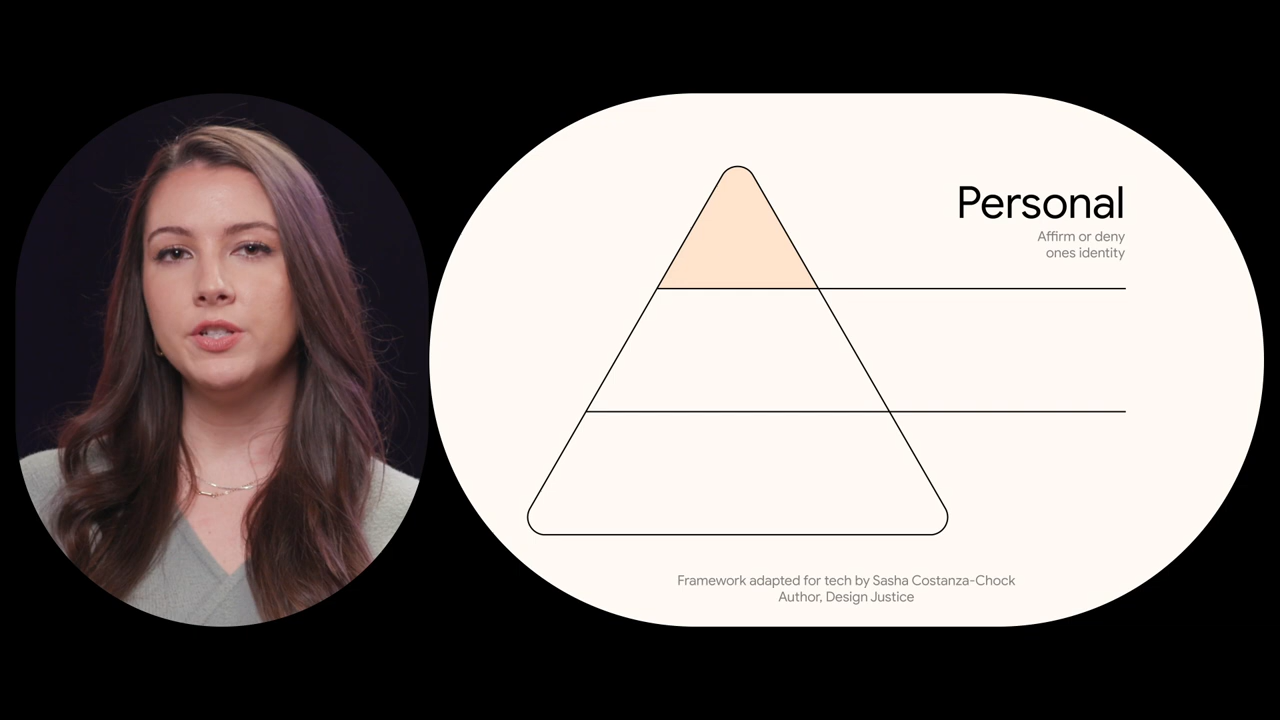 Personal
Affirm or deny
ones identity
Framework adapted for tech by Sasha Costanza-Chock
Author, Design Justice